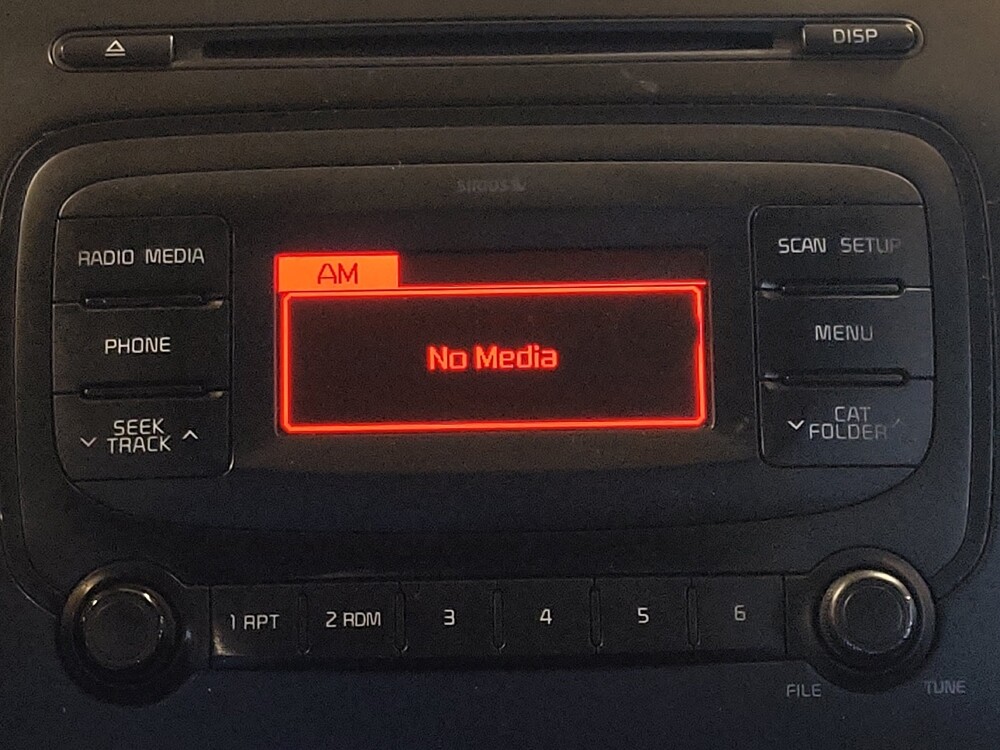 DISP
SIRIUS
RADIO MEDIA
SCAN SETUP
AM
PHONE
No Media
MENU
SEEK
TRACK
CAT
FOLDER
1 RPT
2 RDM
3
4
5
6
FILE
TUNE